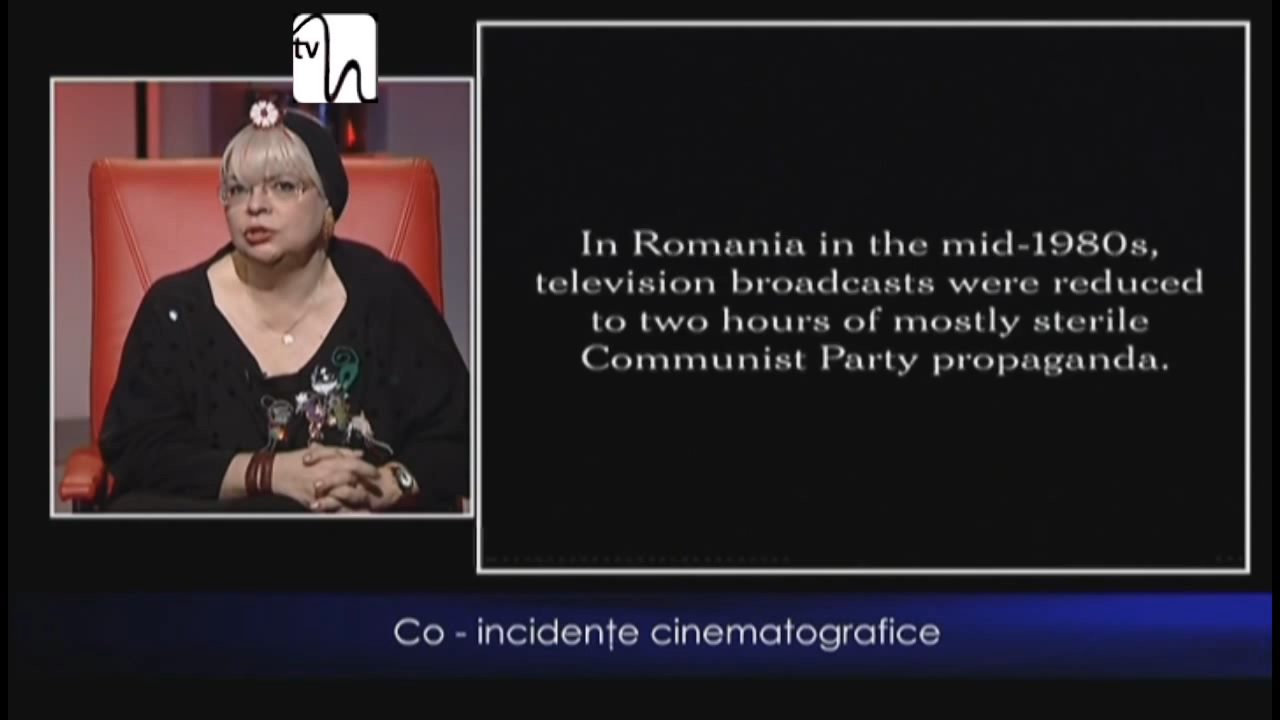 tv h
In Romania in the mid-1980s,
television broadcasts were reduced
to two hours of mostly sterile
Communist Party propaganda.
Co - incidențe cinematografice